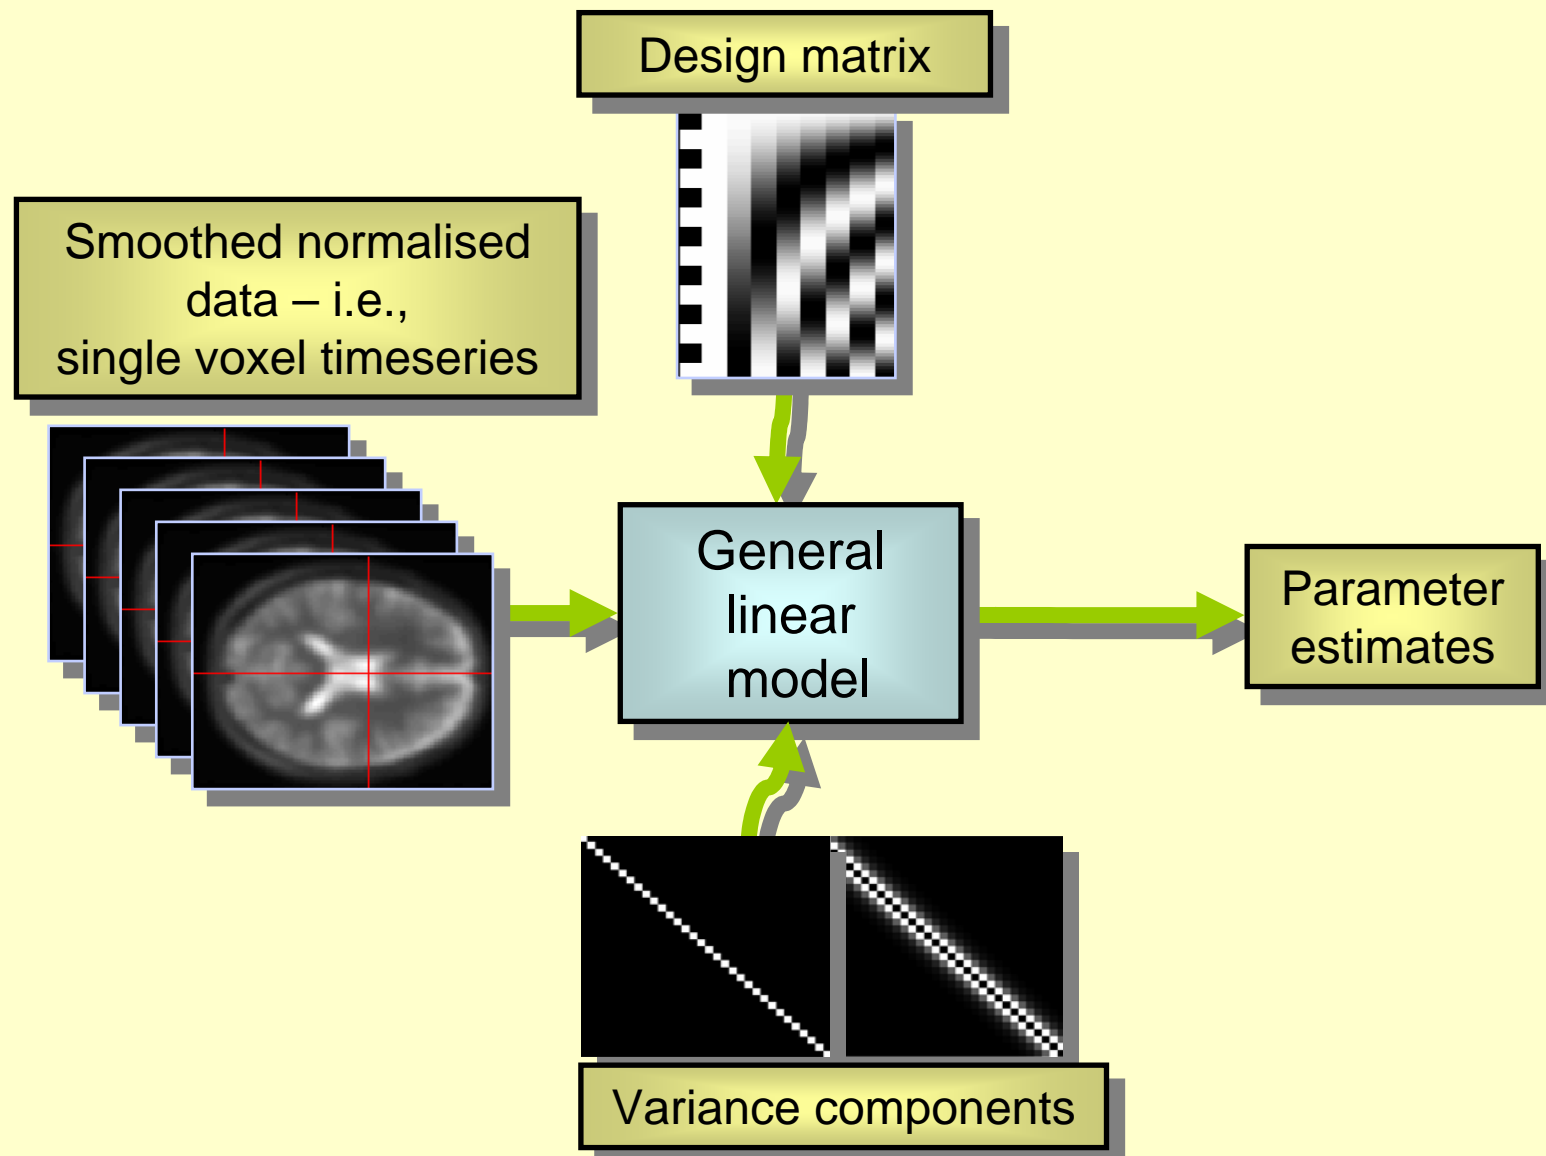 Design matrix
Smoothed normalised
data – i.e.,
single voxel timeseries
General
linear
model
Parameter
estimates
Variance components